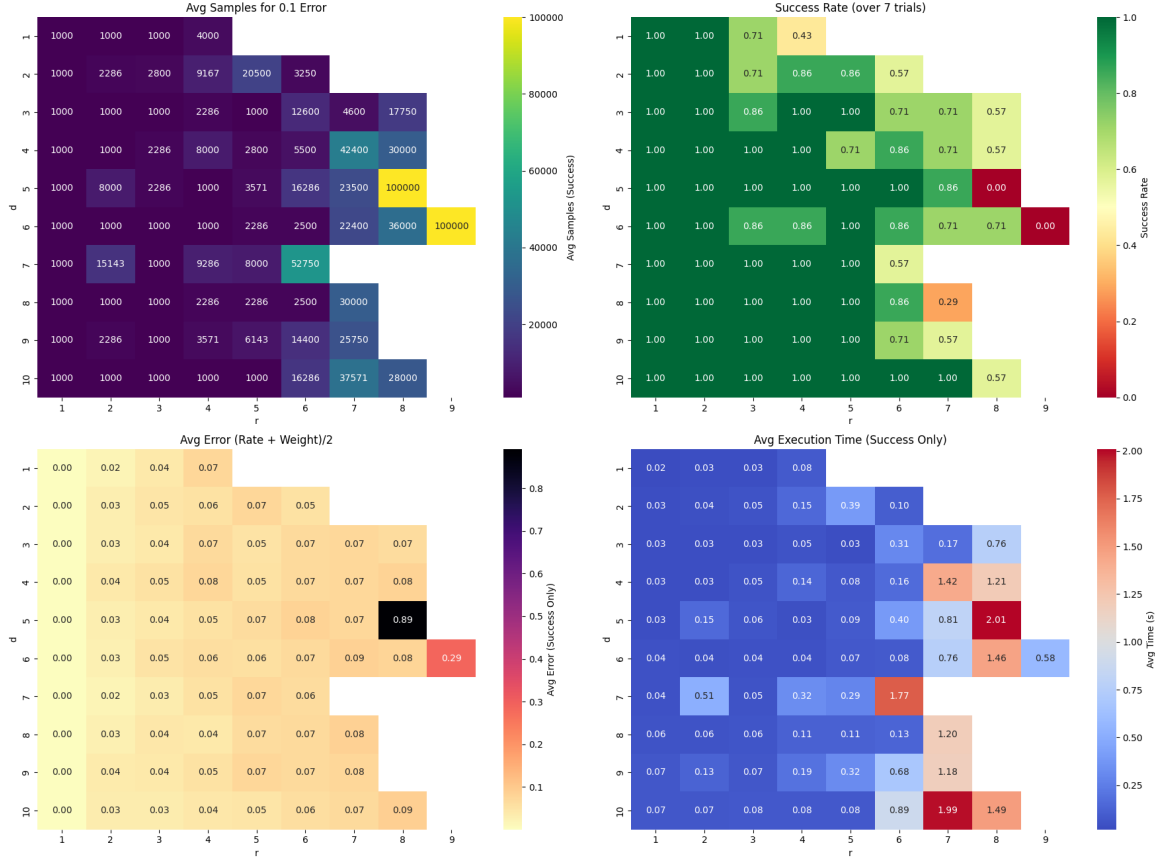 Avg Samples for 0.1 Error
1 1000 1000 1000 4000
2 1000 2286 2800 9167 20500 3250
3 1000 1000 1000 2286 1000 12600 4600 17750
4 1000 1000 2286 8000 2800 5500 42400 30000
5 1000 8000 2286 1000 3571 16286 23500 100000
6 1000 1000 1000 1000 2286 2500 22400 36000 100000
7 1000 15143 1000 9286 8000 52750
8 1000 1000 1000 2286 2286 2500 30000
9 1000 2286 1000 3571 6143 14400 25750
10 1000 1000 1000 1000 1000 16286 37571 28000
1 2 3 4 5 6 7 8 9
r
d
100000
80000
60000
40000
20000
Avg Samples (Success)
Success Rate (over 7 trials)
1 1.00 1.00 0.71 0.43
2 1.00 1.00 0.71 0.86 0.86 0.57
3 1.00 1.00 0.86 1.00 1.00 0.71 0.71 0.57
4 1.00 1.00 1.00 1.00 0.71 0.86 0.71 0.57
5 1.00 1.00 1.00 1.00 1.00 1.00 0.86 0.00
6 1.00 1.00 0.86 0.86 1.00 0.86 0.71 0.71 0.00
7 1.00 1.00 1.00 1.00 1.00 0.57
8 1.00 1.00 1.00 1.00 1.00 0.86 0.29
9 1.00 1.00 1.00 1.00 1.00 0.71 0.57
10 1.00 1.00 1.00 1.00 1.00 1.00 1.00 0.57
1 2 3 4 5 6 7 8 9
r
d
1.0
0.8
0.6
0.4
0.2
0.0
Success Rate
Avg Error (Rate + Weight)/2
1 0.00 0.02 0.04 0.07
2 0.00 0.03 0.05 0.06 0.07 0.05
3 0.00 0.03 0.04 0.07 0.05 0.07 0.07 0.07
4 0.00 0.04 0.05 0.08 0.05 0.07 0.07 0.08
5 0.00 0.03 0.04 0.05 0.07 0.08 0.07 0.89
6 0.00 0.03 0.05 0.06 0.06 0.07 0.09 0.08 0.29
7 0.00 0.02 0.03 0.05 0.07 0.06
8 0.00 0.03 0.04 0.04 0.07 0.07 0.08
9 0.00 0.04 0.04 0.05 0.07 0.07 0.08
10 0.00 0.03 0.03 0.04 0.05 0.06 0.07 0.09
1 2 3 4 5 6 7 8 9
r
d
0.8
0.7
0.6
0.5
0.4
0.3
0.2
0.1
Avg Error (Success Only)
Avg Execution Time (Success Only)
1 0.02 0.03 0.03 0.08
2 0.03 0.04 0.05 0.15 0.39 0.10
3 0.03 0.03 0.03 0.05 0.03 0.31 0.17 0.76
4 0.03 0.03 0.05 0.14 0.08 0.16 1.42 1.21
5 0.03 0.15 0.06 0.03 0.09 0.40 0.81 2.01
6 0.04 0.04 0.04 0.04 0.07 0.08 0.76 1.46 0.58
7 0.04 0.51 0.05 0.32 0.29 1.77
8 0.06 0.06 0.06 0.11 0.11 0.13 1.20
9 0.07 0.13 0.07 0.19 0.32 0.68 1.18
10 0.07 0.07 0.08 0.08 0.08 0.89 1.99 1.49
1 2 3 4 5 6 7 8 9
r
d
2.00
1.75
1.50
1.25
1.00
0.75
0.50
0.25
Avg Time (s)